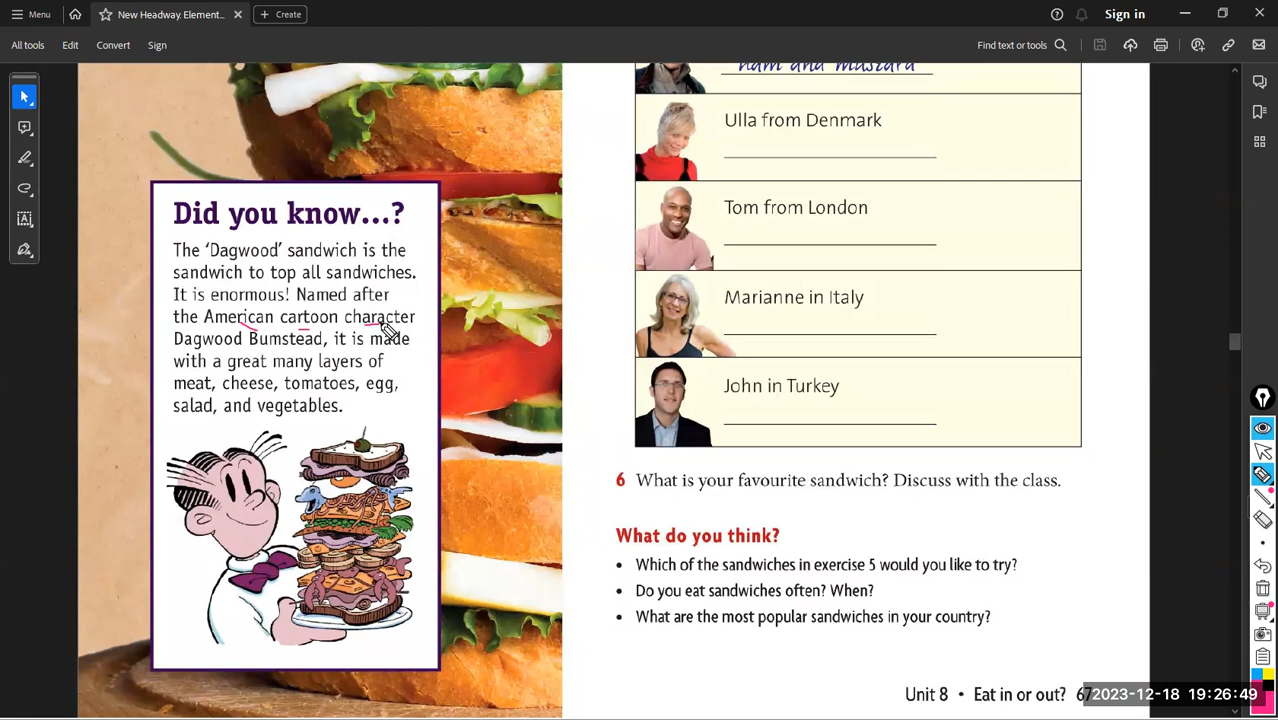 Menu
New Headway. Element...
Create
Sign in
All tools
Edit
Convert
Sign
Find text or tools
ham and mustard
Ulla from Denmark
Tom from London
Marianne in Italy
John in Turkey
Did you know...?
The ‘Dagwood’ sandwich is the
sandwich to top all sandwiches.
It is enormous! Named after
the American cartoon character
Dagwood Bumstead, it is made
with a great many layers of
meat, cheese, tomatoes, egg,
salad, and vegetables.
6 What is your favourite sandwich? Discuss with the class.
What do you think?
• Which of the sandwiches in exercise 5 would you like to try?
• Do you eat sandwiches often? When?
• What are the most popular sandwiches in your country?
Unit 8 • Eat in or out? 67
2023-12-18 19:26:49